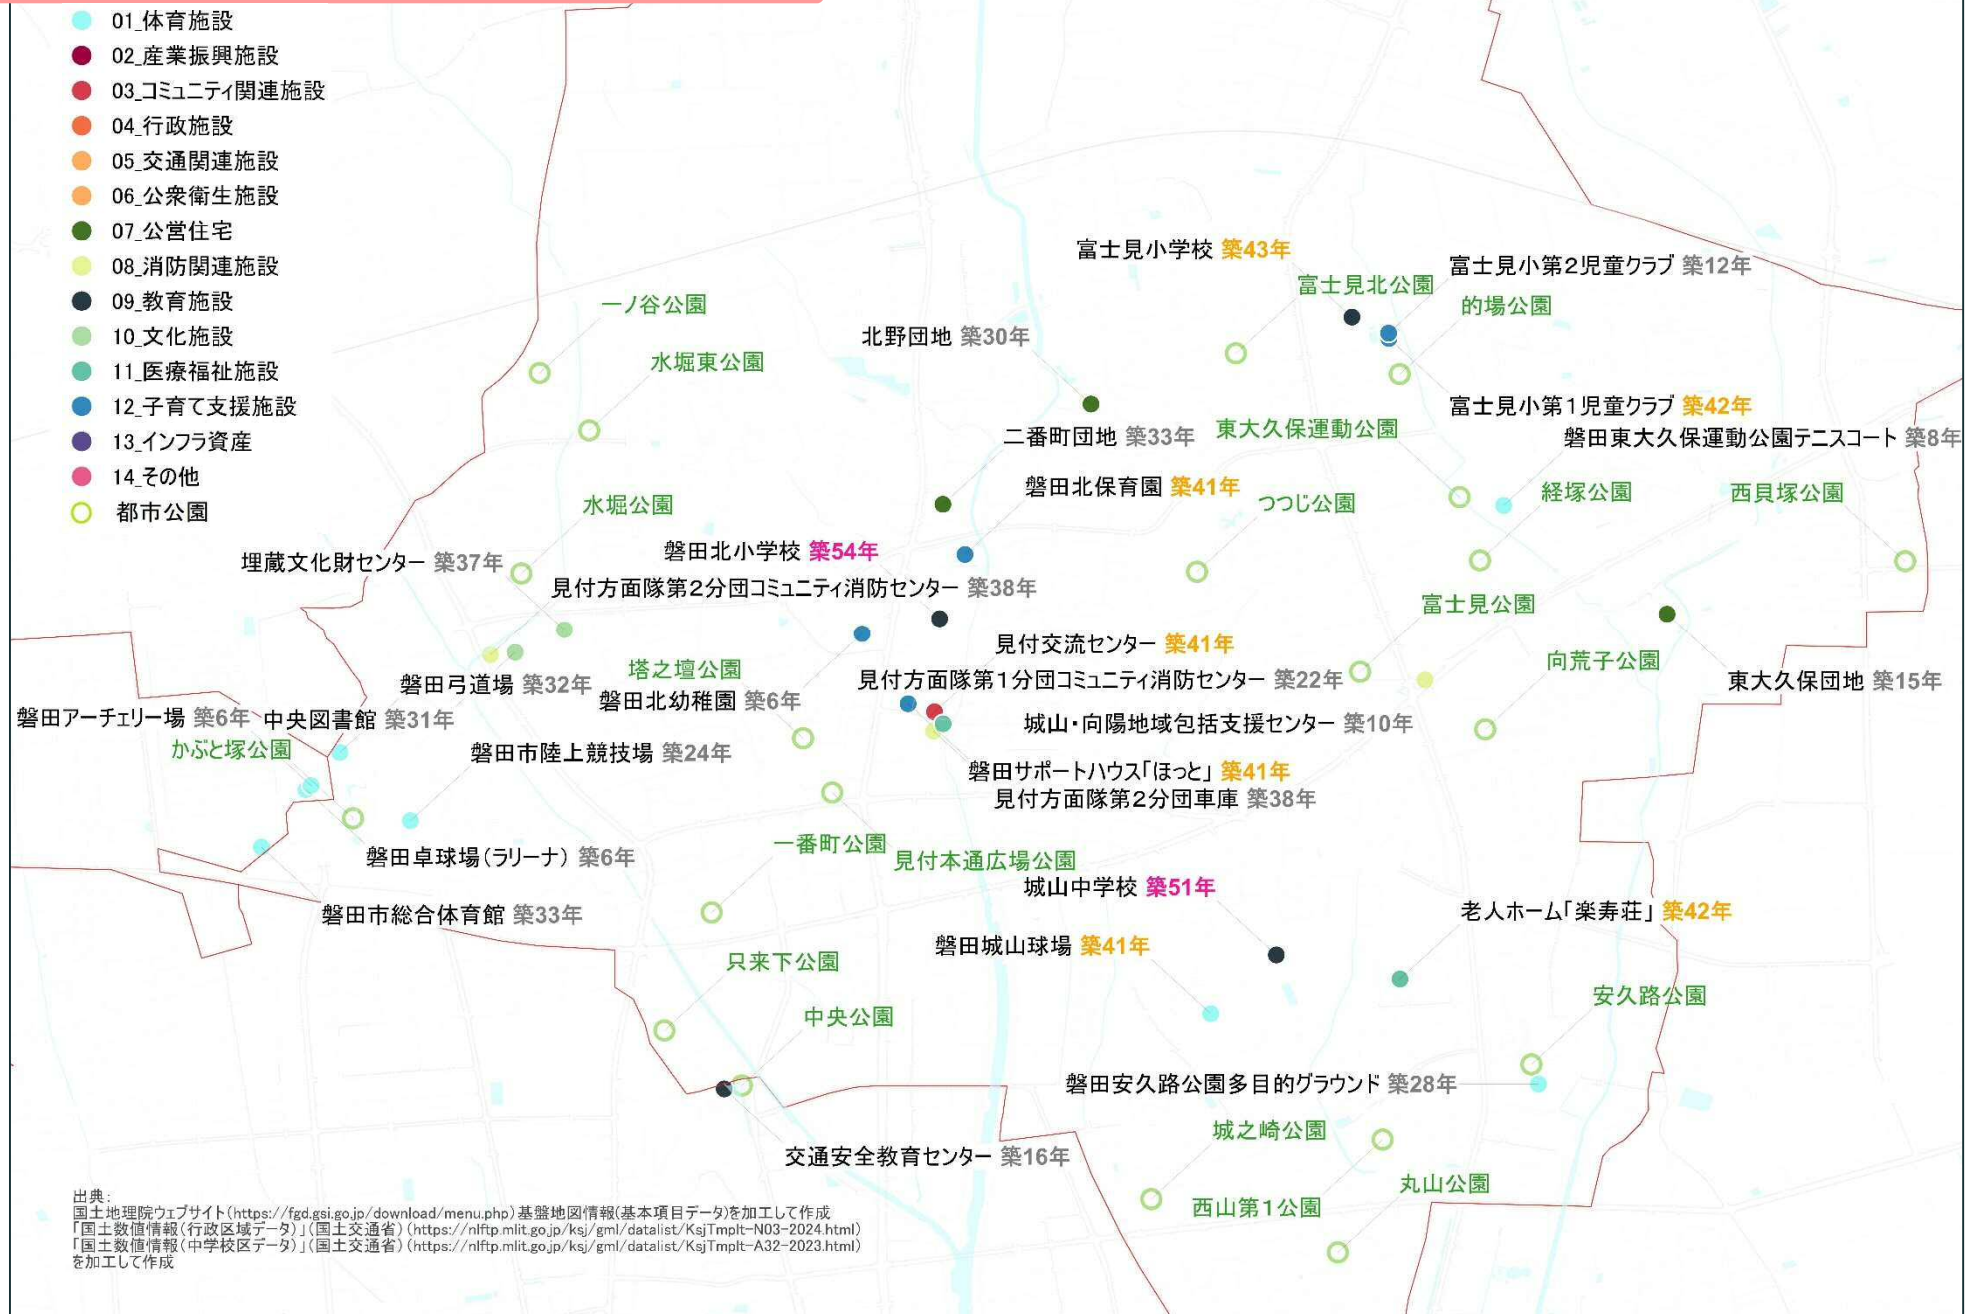 01_体育施設
02_産業振興施設
03_コミュニティ関連施設
04_行政施設
05_交通関連施設
06_公衆衛生施設
07_公営住宅
08_消防関連施設
09_教育施設
10_文化施設
11_医療福祉施設
12_子育て支援施設
13_インフラ資産
14_その他
都市公園
富士見小学校 築43年
富士見小第2児童クラブ 築12年
富士見北公園
一ノ谷公園
的場公園
北野団地 築30年
水堀東公園
富士見小第1児童クラブ 築42年
東大久保運動公園
二番町団地 築33年
磐田東大久保運動公園テニスコート 築8年
磐田北保育園 築41年
経塚公園
西貝塚公園
つつじ公園
水堀公園
磐田北小学校 築54年
埋蔵文化財センター 築37年
見付方面隊第2分団コミュニティ消防センター 築38年
富士見公園
見付交流センター 築41年
向荒子公園
塔之壇公園
見付方面隊第1分団コミュニティ消防センター 築22年
東大久保団地 築15年
磐田弓道場 築32年
磐田北幼稚園 築6年
磐田アーチェリー場 築6年
中央図書館 築31年
城山・向陽地域包括支援センター 築10年
かぶと塚公園
磐田市陸上競技場 築24年
磐田サポートハウス「ほっと」 築41年
見付方面隊第2分団車庫 築38年
一番町公園
磐田卓球場(ラリーナ) 築6年
見付本通広場公園
城山中学校 築51年
老人ホーム「楽寿荘」 築42年
磐田市総合体育館 築33年
磐田城山球場 築41年
只来下公園
安久路公園
中央公園
磐田安久路公園多目的グラウンド 築28年
城之崎公園
交通安全教育センター 築16年
丸山公園
西山第1公園
出典:
国土地理院ウェブサイト(https://fgd.gsi.go.jp/download/menu.php)基盤地図情報(基本項目データ)を加工して作成
「国土数値情報(行政区域データ)」(国土交通省)(https://nlftp.mlit.go.jp/ksj/gml/datalist/KsjTmplt-N03-2024.html)
「国土数値情報(中学校区データ)」(国土交通省)(https://nlftp.mlit.go.jp/ksj/gml/datalist/KsjTmplt-A32-2023.html)
を加工して作成